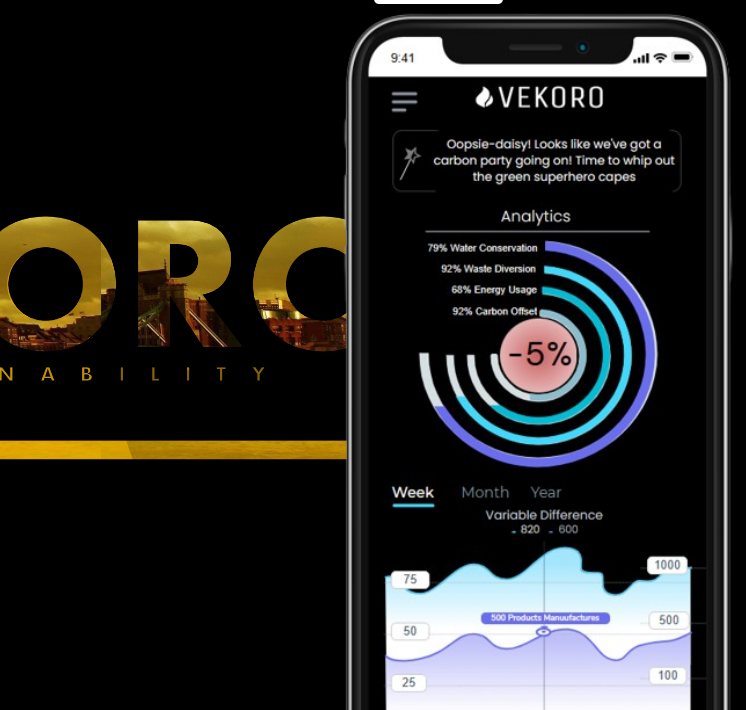 ORO
NABILITY
9:41
VEKORO
Oopsie-daisy! Looks like we've got a
carbon party going on! Time to whip out
the green superhero capes
Analytics
79% Water Conservation
92% Waste Diversion
68% Energy Usage
92% Carbon Offset
-5%
Week Month Year
Variable Difference
820 600
75 1000
500 Products Manuufactures
50 500
25 100